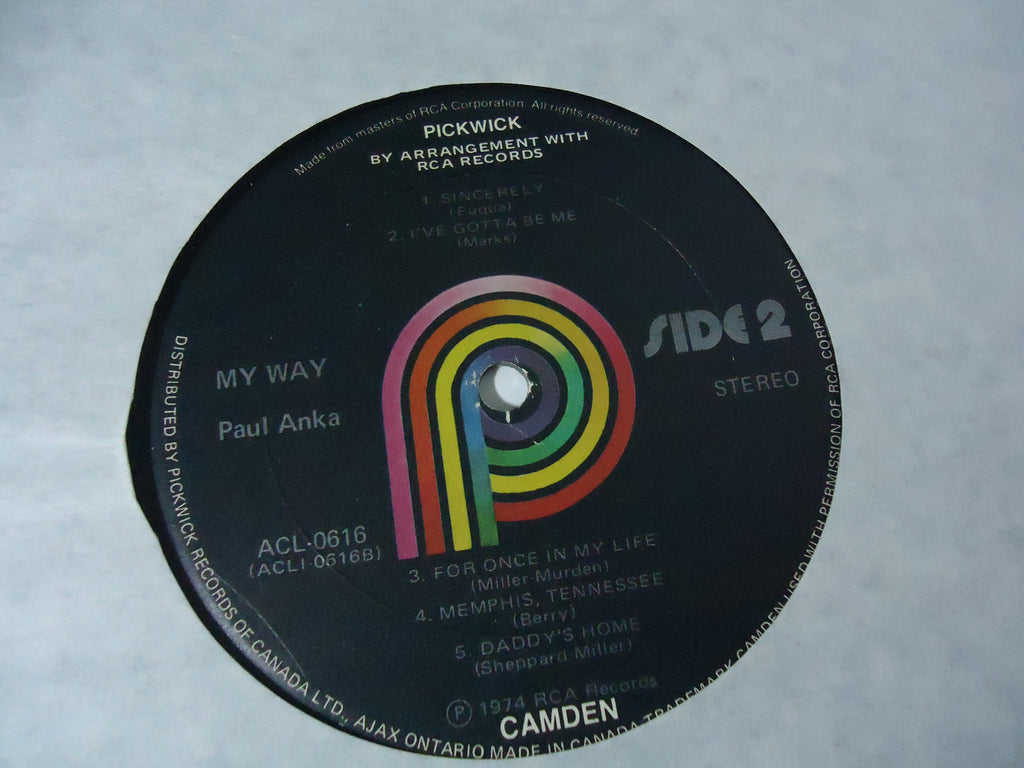 Made from masters of RCA Corporation All rights reserved
PICKWICK
BY ARRANGEMENT WITH
RCA RECORDS
1. SINCERELY
(Fuqua)
2. I'VE GOTTA BE ME
(Marks)
SIDE 2
STEREO
MY WAY
Paul Anka
ACL-0616
(ACL1-0616B)
3. FOR ONCE IN MY LIFE
(Miller-Murden)
4. MEMPHIS, TENNESSEE
(Berry)
5. DADDY'S HOME
(Sheppard Miller)
℗ 1974 RCA Records
CAMDEN
DISTRIBUTED BY PICKWICK RECORDS OF CANADA LTD., AJAX ONTARIO MADE IN CANADA TRADEMARK CAMDEN USED WITH PERMISSION OF RCA CORPORATION